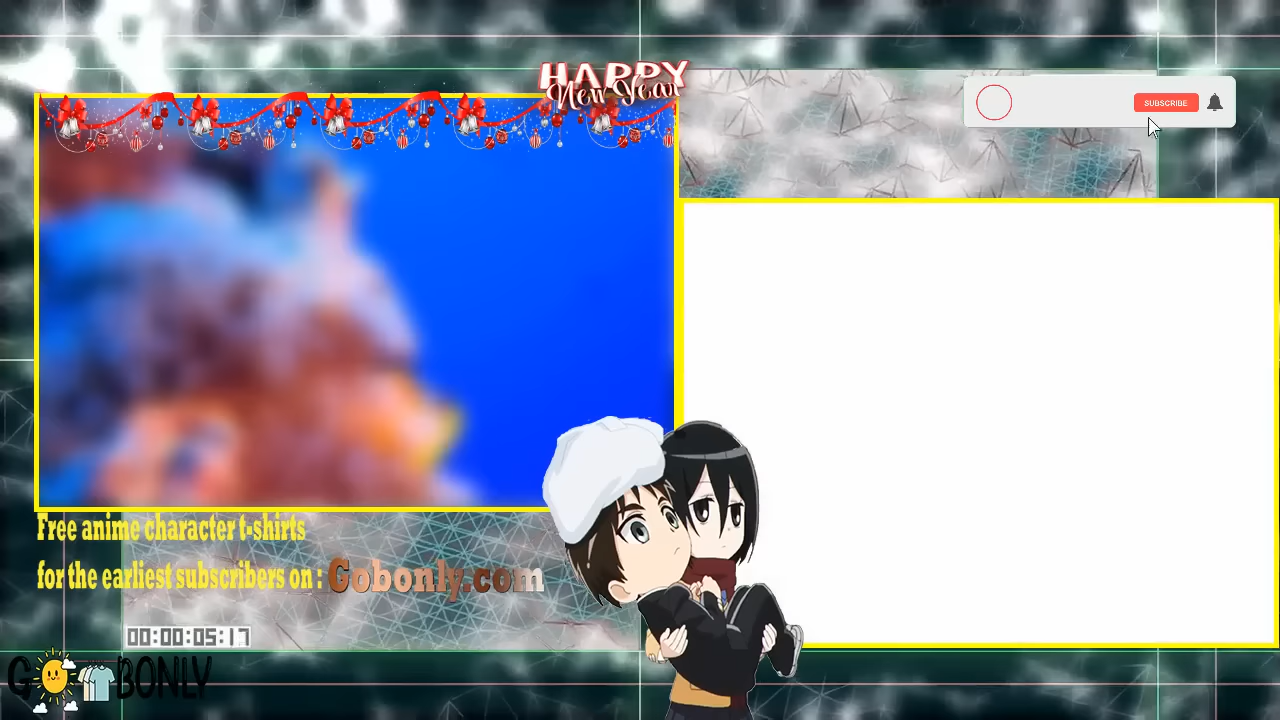 HAPPY
New Year
SUBSCRIBE
Free anime character t-shirts
for the earliest subscribers on : Gobonly.com
00:00:05:17
GOBONLY